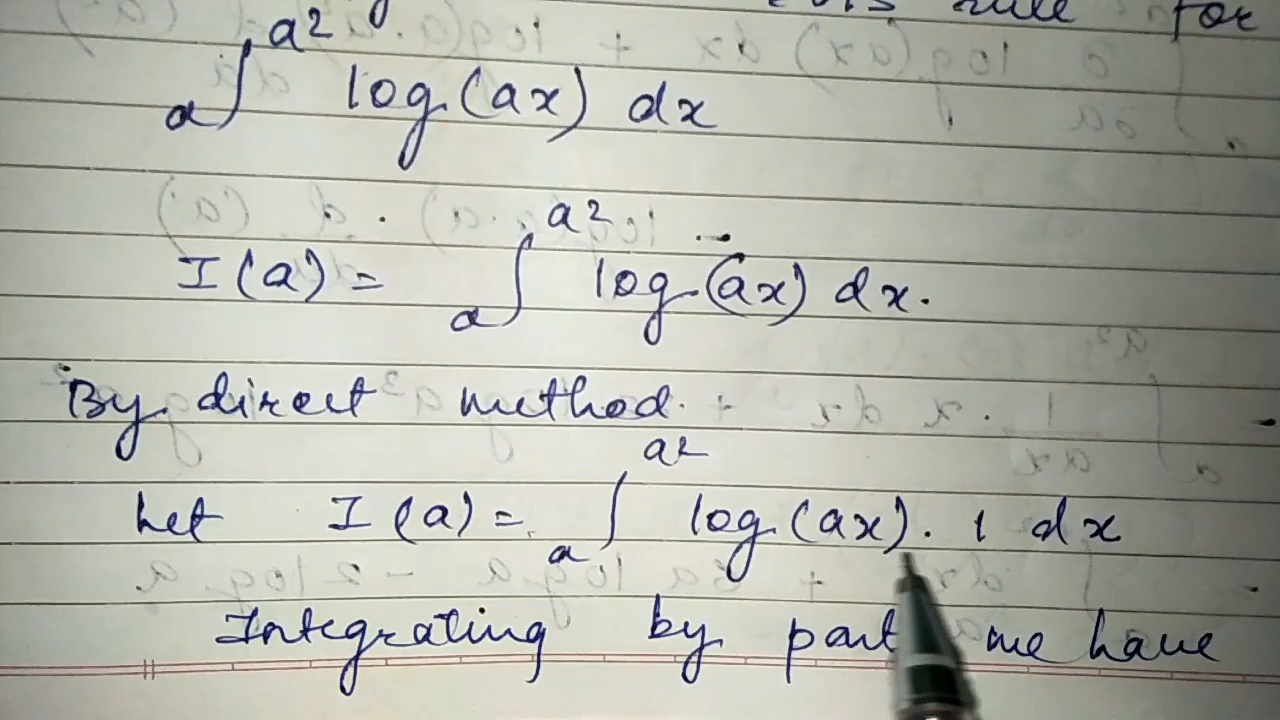 rule for
∫ₐ^a² log(ax) dx
I(a) = ∫ₐ^a² log(ax) dx.
By direct method.
Let I(a) = ∫ₐ^a² log(ax). 1 dx
Integrating by part we have